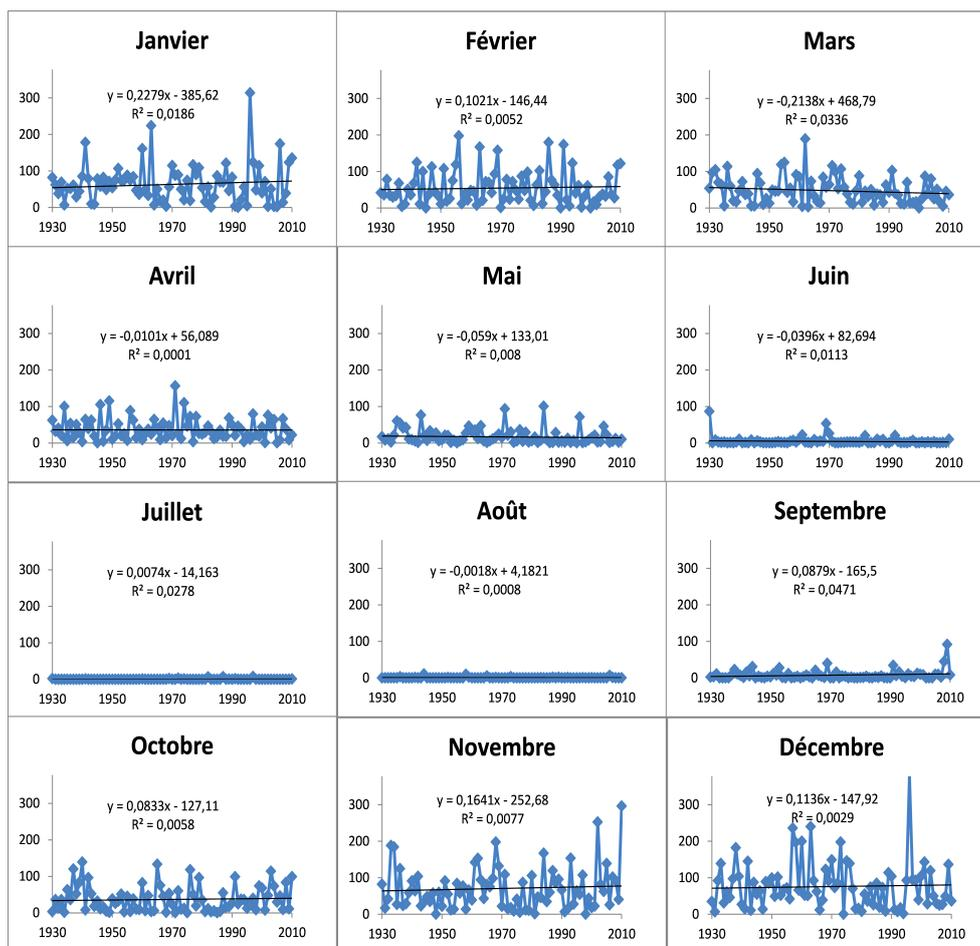 Janvier
y = 0,2279x - 385,62
R² = 0,0186
300
200
100
0
1930 1950 1970 1990 2010
Février
y = 0,1021x - 146,44
R² = 0,0052
300
200
100
0
1930 1950 1970 1990 2010
Mars
y = -0,2138x + 468,79
R² = 0,0336
300
200
100
0
1930 1950 1970 1990 2010
Avril
y = -0,0101x + 56,089
R² = 0,0001
300
200
100
0
1930 1950 1970 1990 2010
Mai
y = -0,059x + 133,01
R² = 0,008
300
200
100
0
1930 1950 1970 1990 2010
Juin
y = -0,0396x + 82,694
R² = 0,0113
300
200
100
0
1930 1950 1970 1990 2010
Juillet
y = 0,0074x - 14,163
R² = 0,0278
300
200
100
0
1930 1950 1970 1990 2010
Août
y = -0,0018x + 4,1821
R² = 0,0008
300
200
100
0
1930 1950 1970 1990 2010
Septembre
y = 0,0879x - 165,5
R² = 0,0471
300
200
100
0
1930 1950 1970 1990 2010
Octobre
y = 0,0833x - 127,11
R² = 0,0058
300
200
100
0
1930 1950 1970 1990 2010
Novembre
y = 0,1641x - 252,68
R² = 0,0077
300
200
100
0
1930 1950 1970 1990 2010
Décembre
y = 0,1136x - 147,92
R² = 0,0029
300
200
100
0
1930 1950 1970 1990 2010